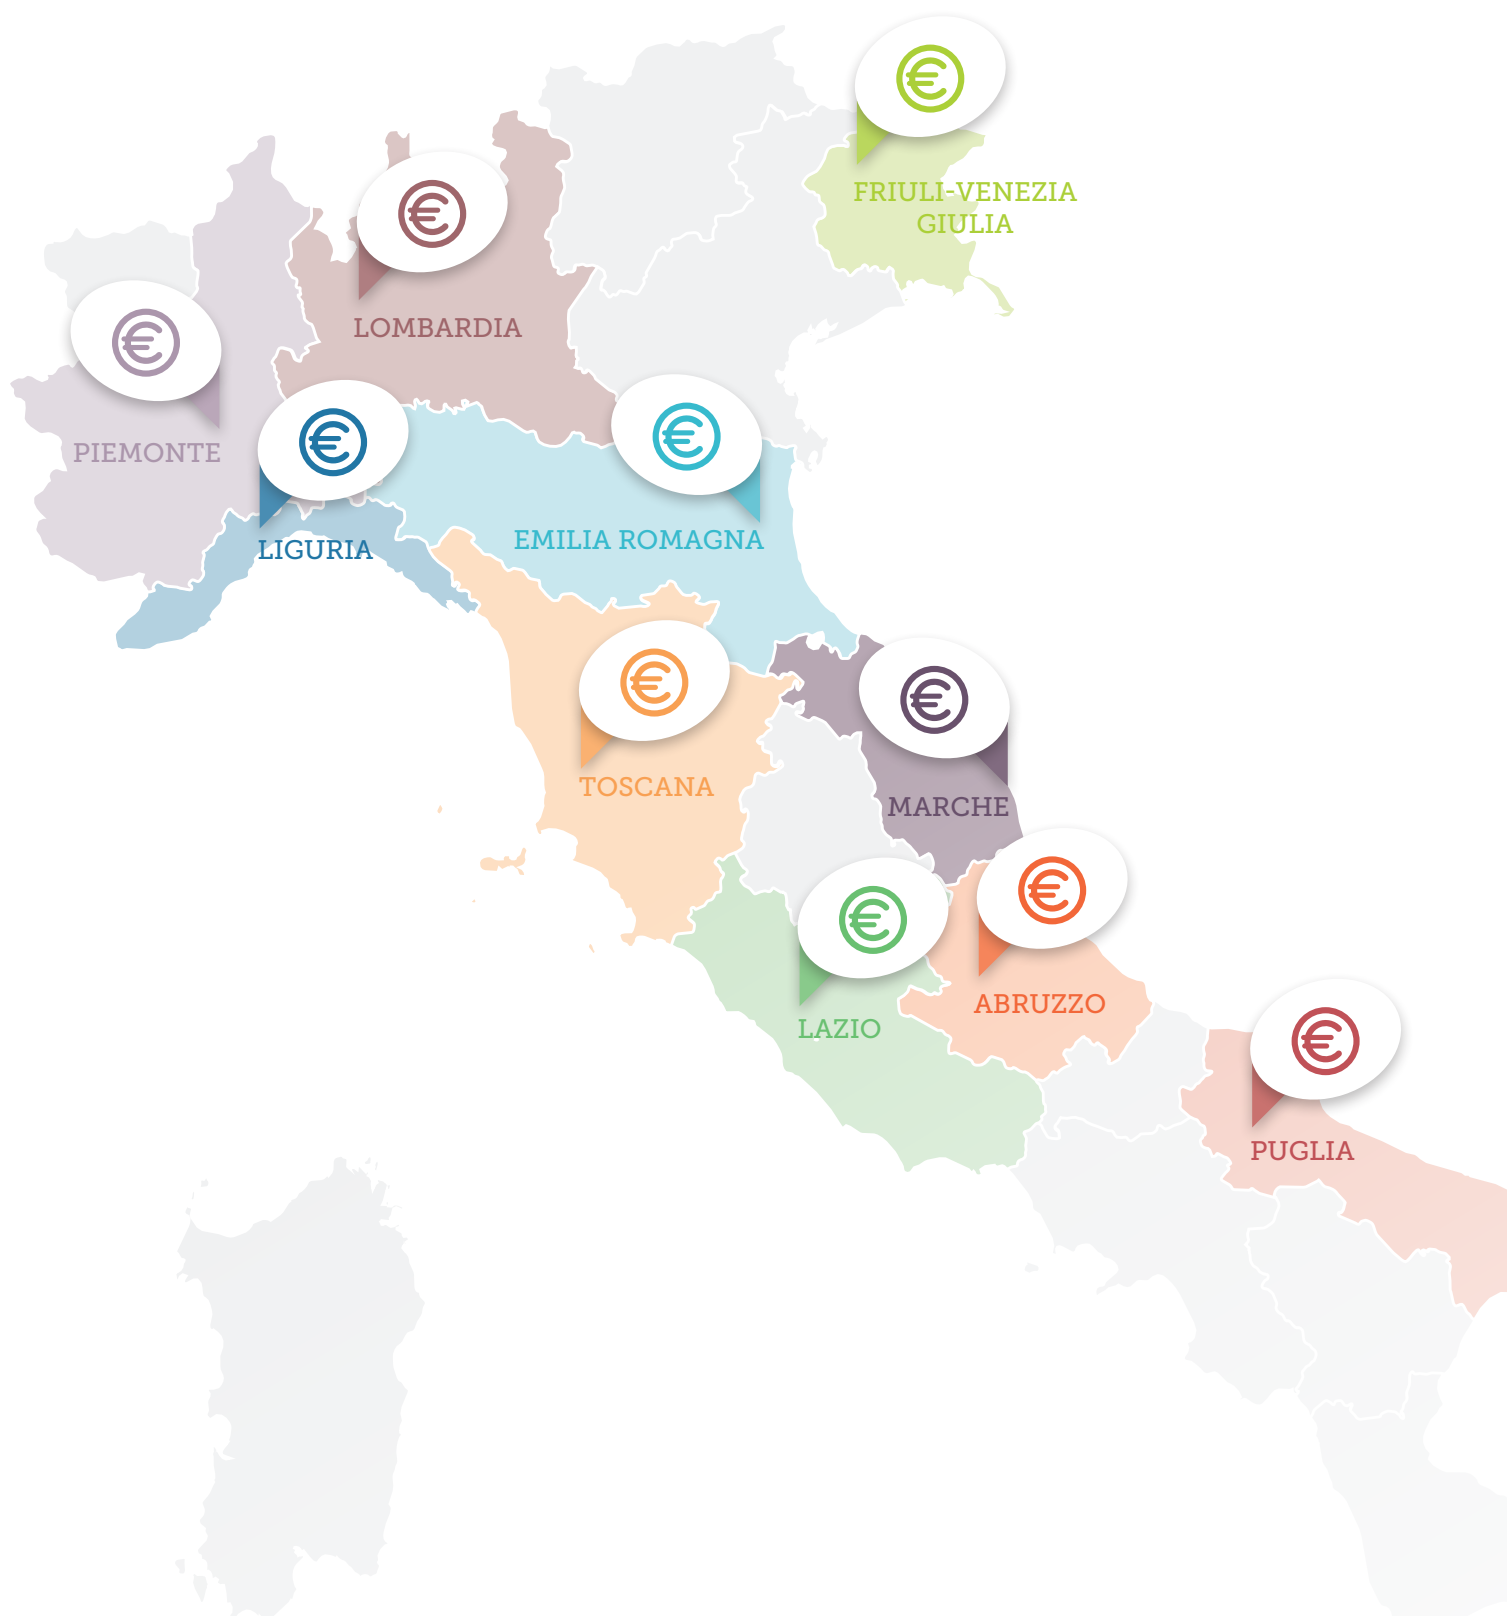 FRIULI-VENEZIA
GIULIA
LOMBARDIA
PIEMONTE
LIGURIA
EMILIA ROMAGNA
TOSCANA
MARCHE
ABRUZZO
LAZIO
PUGLIA